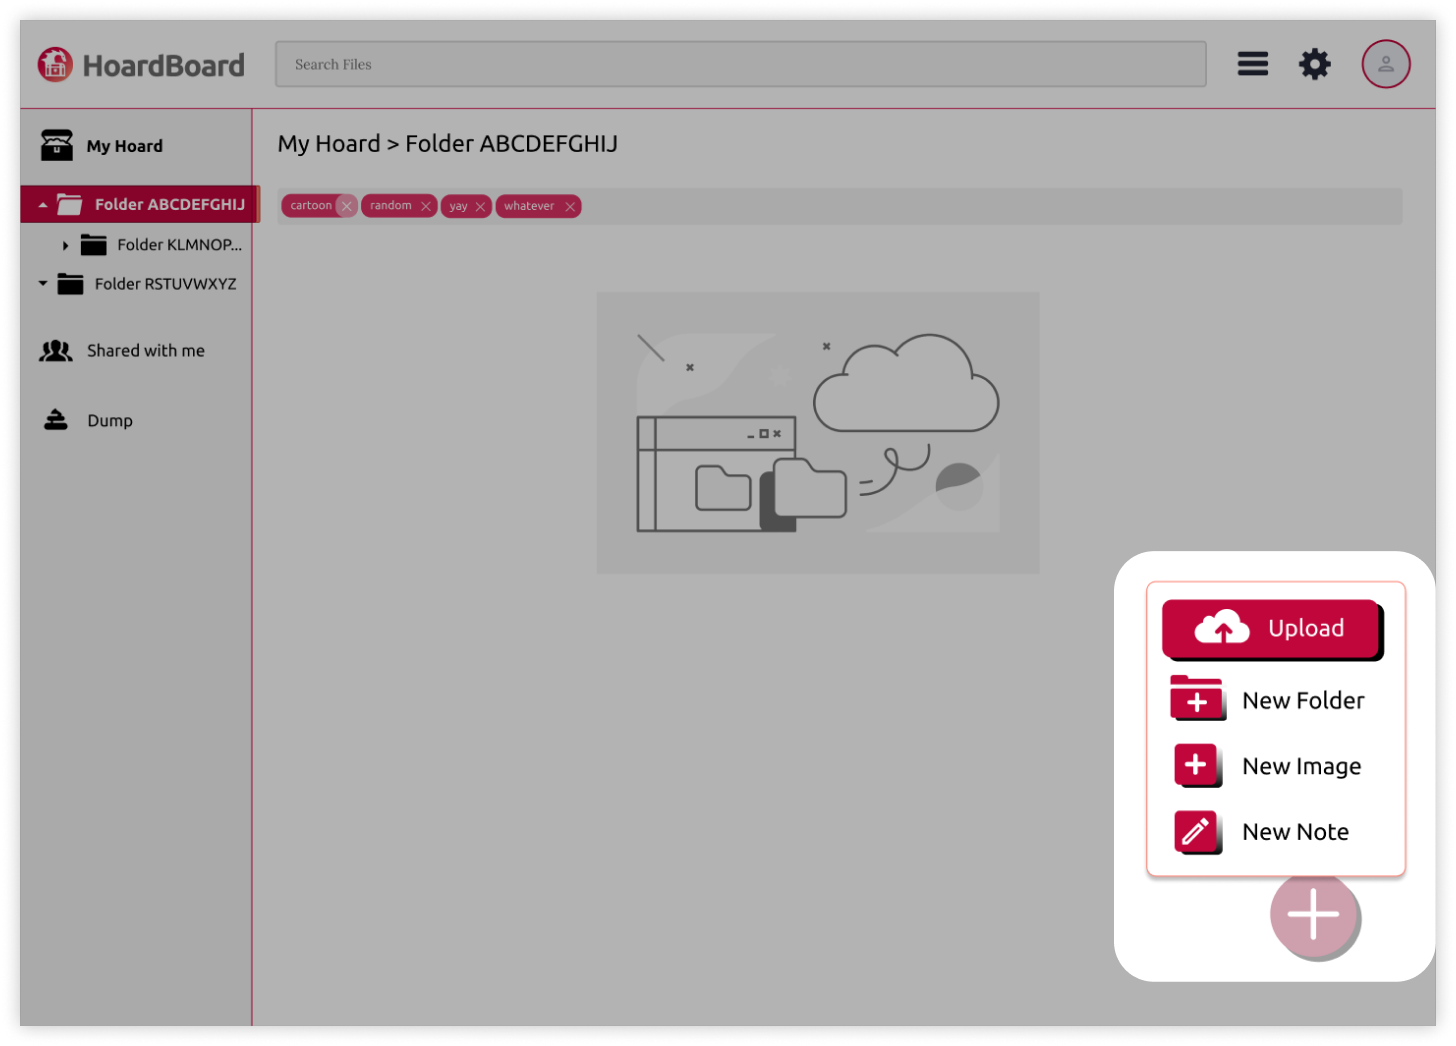 HoardBoard
Search Files
My Hoard
My Hoard > Folder ABCDEFGHIJ
Folder ABCDEFGHIJ
cartoon random yay whatever
Folder KLMNOP...
Folder RSTUVWXYZ
Shared with me
Dump
Upload
New Folder
New Image
New Note